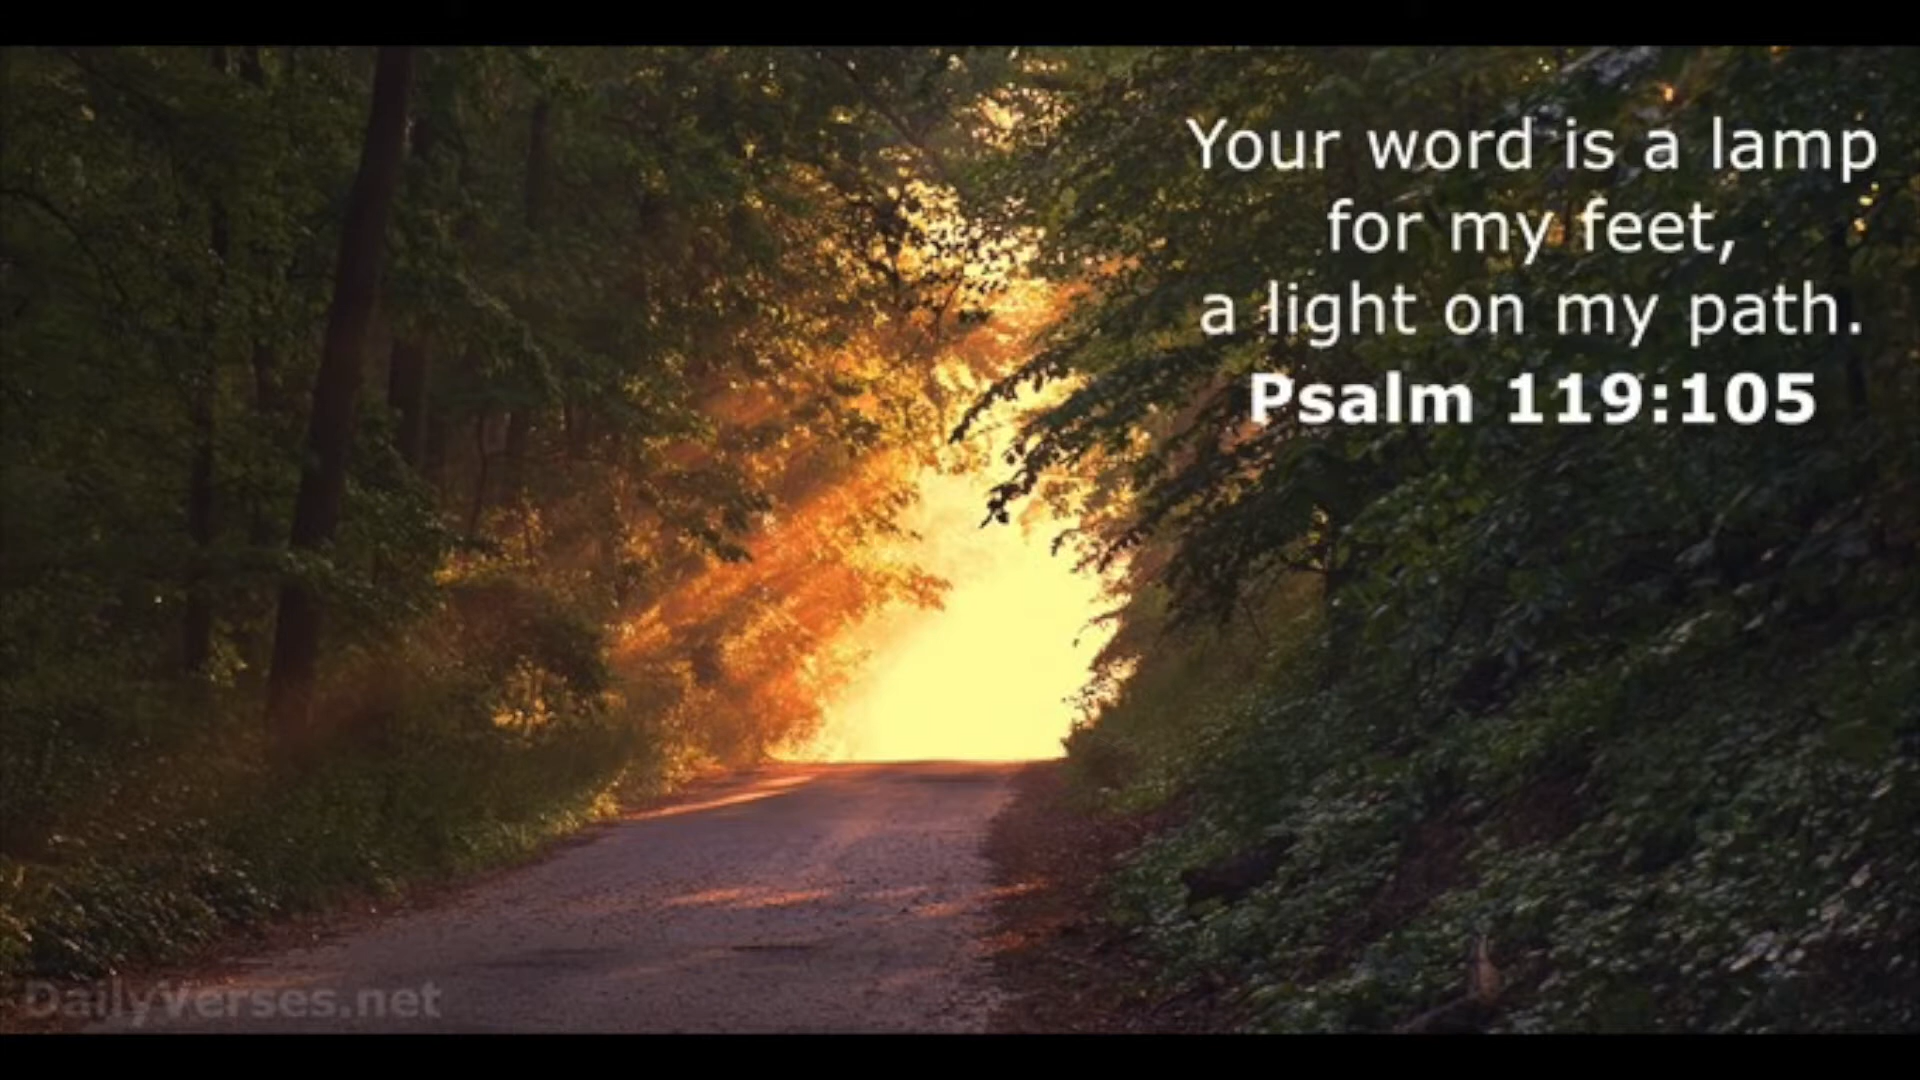 Your word is a lamp
for my feet,
a light on my path.
Psalm 119:105
DailyVerses.net